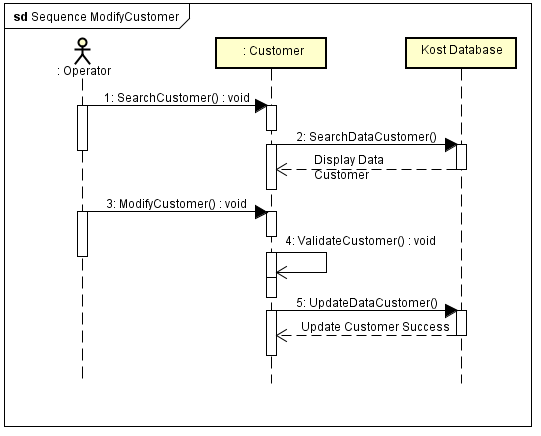 sd Sequence ModifyCustomer
: Operator
: Customer
Kost Database
1: SearchCustomer() : void
2: SearchDataCustomer()
Display Data
Customer
3: ModifyCustomer() : void
4: ValidateCustomer() : void
5: UpdateDataCustomer()
Update Customer Success